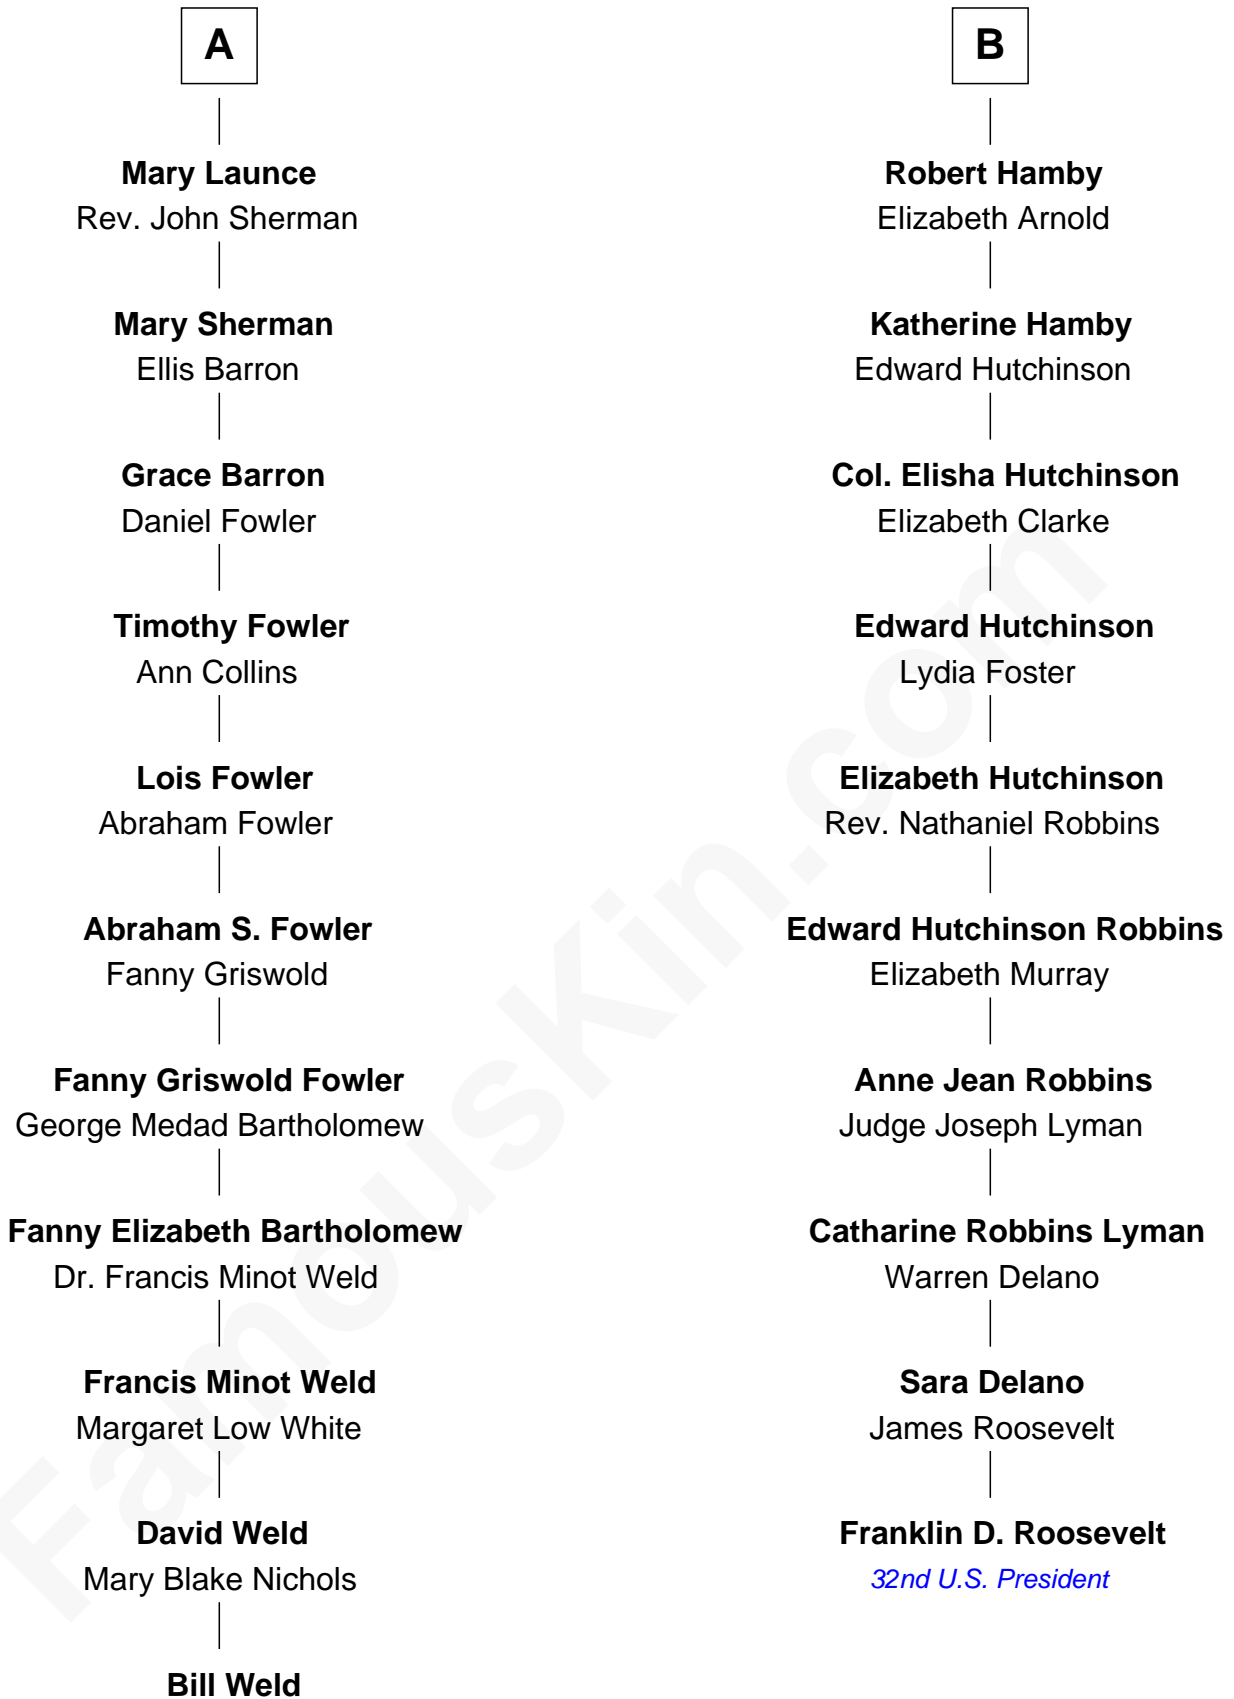 A
Mary Launce
Rev. John Sherman
Mary Sherman
Ellis Barron
Grace Barron
Daniel Fowler
Timothy Fowler
Ann Collins
Lois Fowler
Abraham Fowler
Abraham S. Fowler
Fanny Griswold
Fanny Griswold Fowler
George Medad Bartholomew
Fanny Elizabeth Bartholomew
Dr. Francis Minot Weld
Francis Minot Weld
Margaret Low White
David Weld
Mary Blake Nichols
Bill Weld
B
Robert Hamby
Elizabeth Arnold
Katherine Hamby
Edward Hutchinson
Col. Elisha Hutchinson
Elizabeth Clarke
Edward Hutchinson
Lydia Foster
Elizabeth Hutchinson
Rev. Nathaniel Robbins
Edward Hutchinson Robbins
Elizabeth Murray
Anne Jean Robbins
Judge Joseph Lyman
Catharine Robbins Lyman
Warren Delano
Sara Delano
James Roosevelt
Franklin D. Roosevelt
32nd U.S. President
FamousKin.com